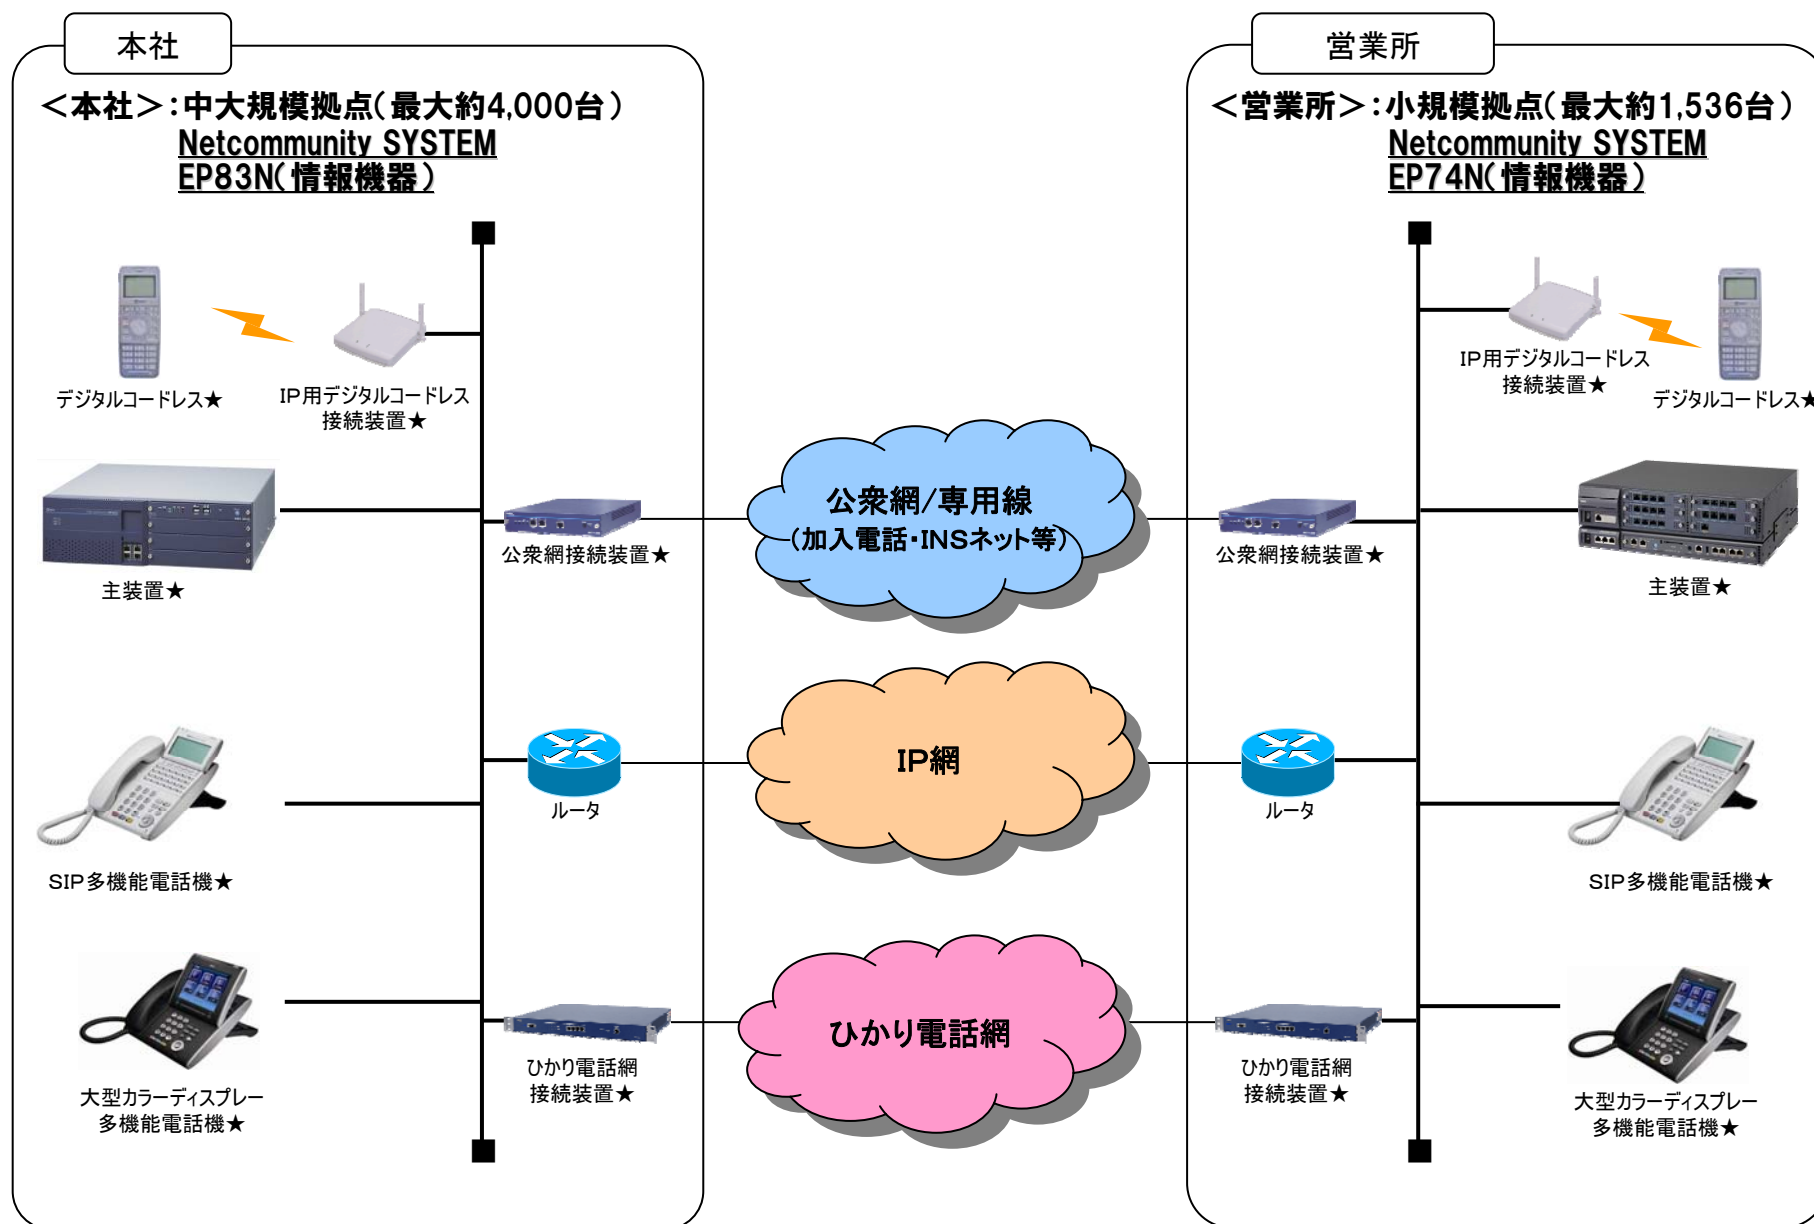 本社
＜本社＞：中大規模拠点（最大約4,000台）
Netcommunity SYSTEM
EP83N（情報機器）
デジタルコードレス★
IP用デジタルコードレス
接続装置★
主装置★
公衆網接続装置★
SIP多機能電話機★
ルータ
大型カラーディスプレー
多機能電話機★
ひかり電話網
接続装置★
公衆網/専用線
（加入電話・INSネット等）
IP網
ひかり電話網
営業所
＜営業所＞：小規模拠点（最大約1,536台）
Netcommunity SYSTEM
EP74N（情報機器）
IP用デジタルコードレス
接続装置★
デジタルコードレス★
公衆網接続装置★
主装置★
ルータ
SIP多機能電話機★
ひかり電話網
接続装置★
大型カラーディスプレー
多機能電話機★